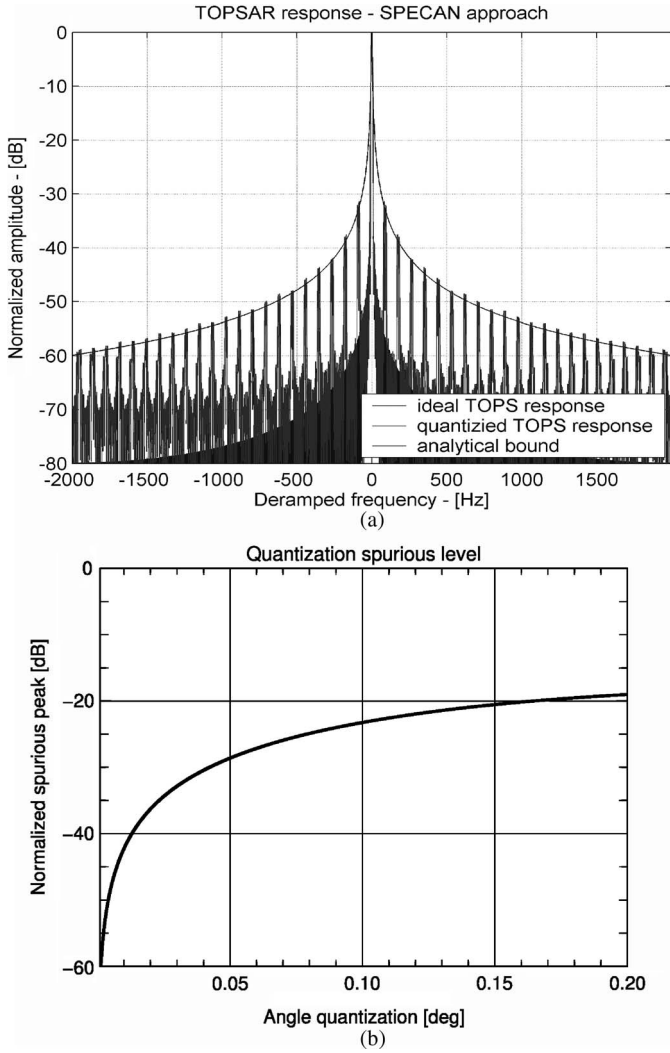 TOPSAR response - SPECAN approach
Normalized amplitude - [dB]
0
-10
-20
-30
-40
-50
-60
-70
-80
ideal TOPS response
quantizied TOPS response
analytical bound
-2000 -1500 -1000 -500 0 500 1000 1500
Deramped frequency - [Hz]
(a)
Quantization spurious level
Normalized spurious peak [dB]
0
-20
-40
-60
0.05 0.10 0.15 0.20
Angle quantization [deg]
(b)